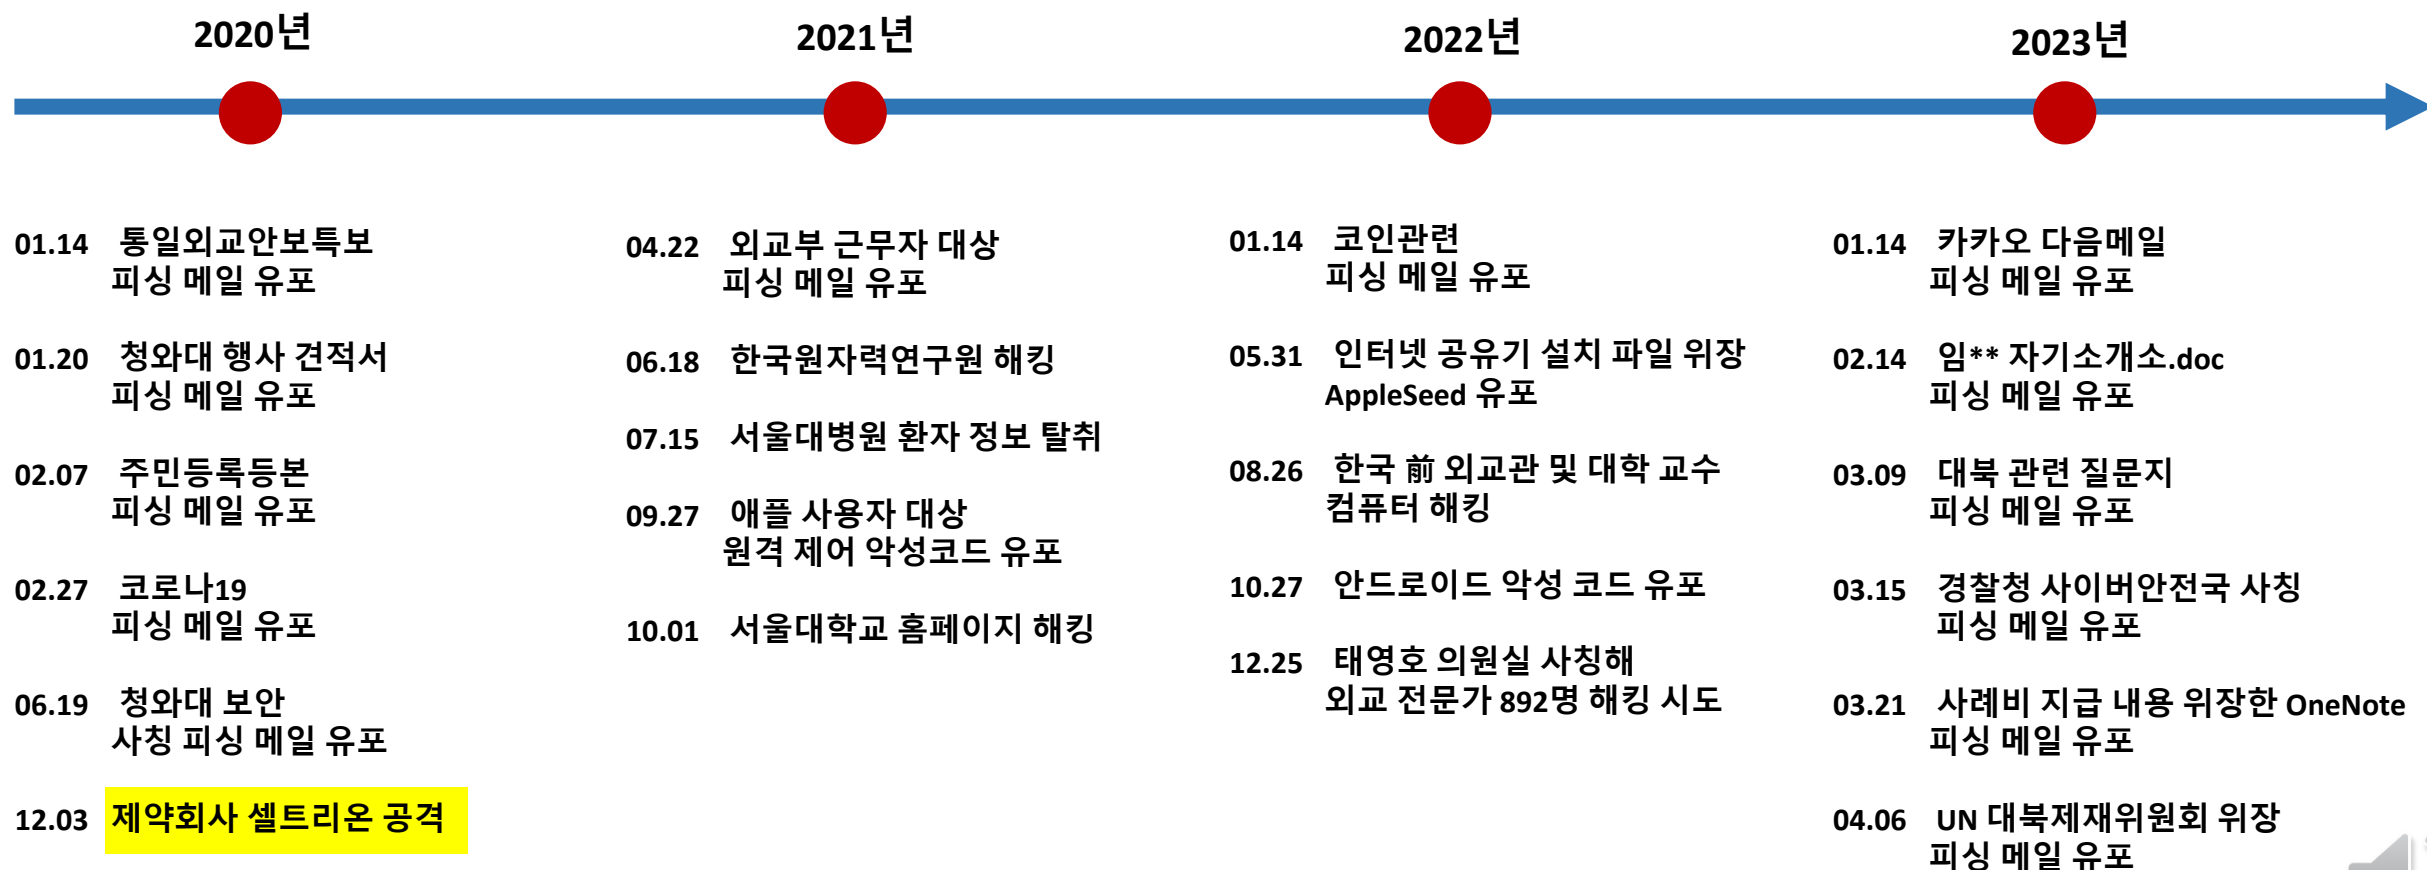 2020년
2021년
2022년
2023년
01.14 통일외교안보특보
피싱 메일 유포
01.20 청와대 행사 견적서
피싱 메일 유포
02.07 주민등록등본
피싱 메일 유포
02.27 코로나19
피싱 메일 유포
06.19 청와대 보안
사칭 피싱 메일 유포
12.03 제약회사 셀트리온 공격
04.22 외교부 근무자 대상
피싱 메일 유포
06.18 한국원자력연구원 해킹
07.15 서울대병원 환자 정보 탈취
09.27 애플 사용자 대상
원격 제어 악성코드 유포
10.01 서울대학교 홈페이지 해킹
01.14 코인관련
피싱 메일 유포
05.31 인터넷 공유기 설치 파일 위장
AppleSeed 유포
08.26 한국 前 외교관 및 대학 교수
컴퓨터 해킹
10.27 안드로이드 악성 코드 유포
12.25 태영호 의원실 사칭해
외교 전문가 892명 해킹 시도
01.14 카카오 다음메일
피싱 메일 유포
02.14 임** 자기소개소.doc
피싱 메일 유포
03.09 대북 관련 질문지
피싱 메일 유포
03.15 경찰청 사이버안전국 사칭
피싱 메일 유포
03.21 사례비 지급 내용 위장한 OneNote
피싱 메일 유포
04.06 UN 대북제재위원회 위장
피싱 메일 유포